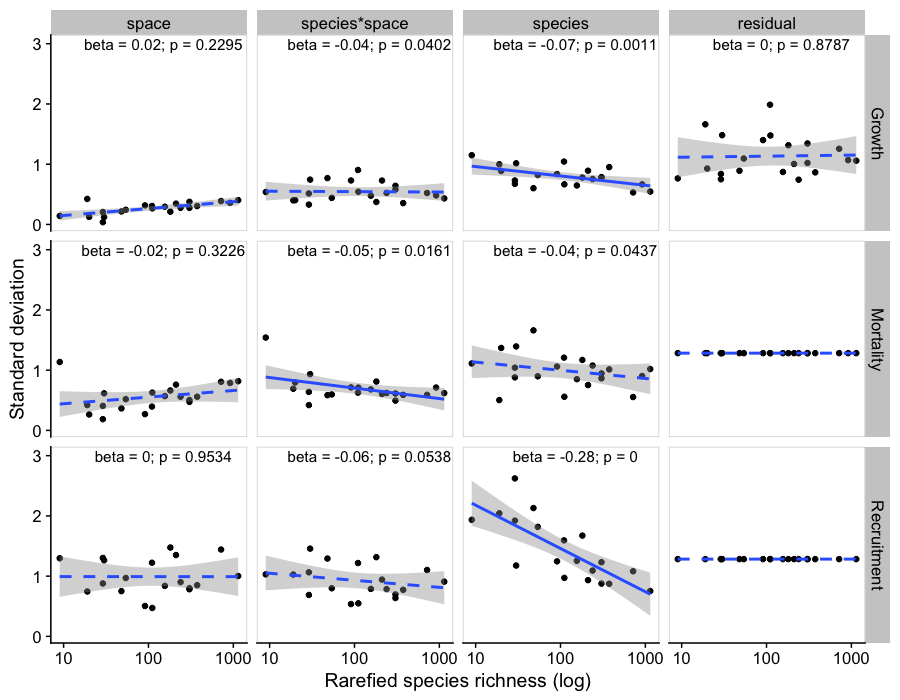 space species*space species residual
beta = 0.02; p = 0.2295 beta = -0.04; p = 0.0402 beta = -0.07; p = 0.0011 beta = 0; p = 0.8787
3
2
1
0
Growth
beta = -0.02; p = 0.3226 beta = -0.05; p = 0.0161 beta = -0.04; p = 0.0437
3
2
1
0
Mortality
Standard deviation
beta = 0; p = 0.9534 beta = -0.06; p = 0.0538 beta = -0.28; p = 0
3
2
1
0
Recruitment
10 100 1000 10 100 1000 10 100 1000 10 100 1000
Rarefied species richness (log)